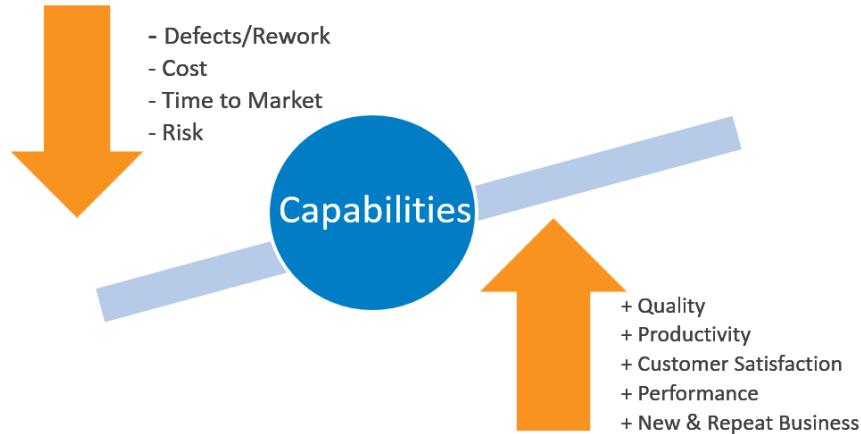 - Defects/Rework
- Cost
- Time to Market
- Risk
Capabilities
+ Quality
+ Productivity
+ Customer Satisfaction
+ Performance
+ New & Repeat Business